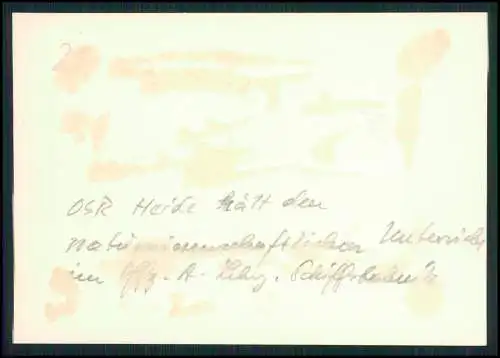 OSR Heide hält den
naturwissenschaftlichen Unterricht
im Offz.-A. Lehrg. "Schiffsbau"